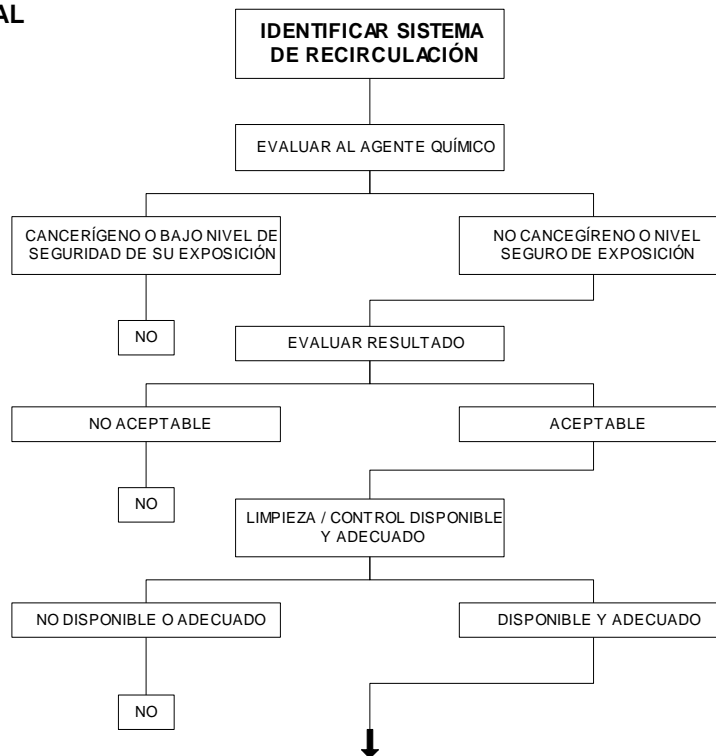 AL
IDENTIFICAR SISTEMA
DE RECIRCULACIÓN
EVALUAR AL AGENTE QUÍMICO
CANCERÍGENO O BAJO NIVEL DE
SEGURIDAD DE SU EXPOSICIÓN
NO CANCEGÍRENO O NIVEL
SEGURO DE EXPOSICIÓN
NO
EVALUAR RESULTADO
NO ACEPTABLE
ACEPTABLE
NO
LIMPIEZA / CONTROL DISPONIBLE
Y ADECUADO
NO DISPONIBLE O ADECUADO
DISPONIBLE Y ADECUADO
NO